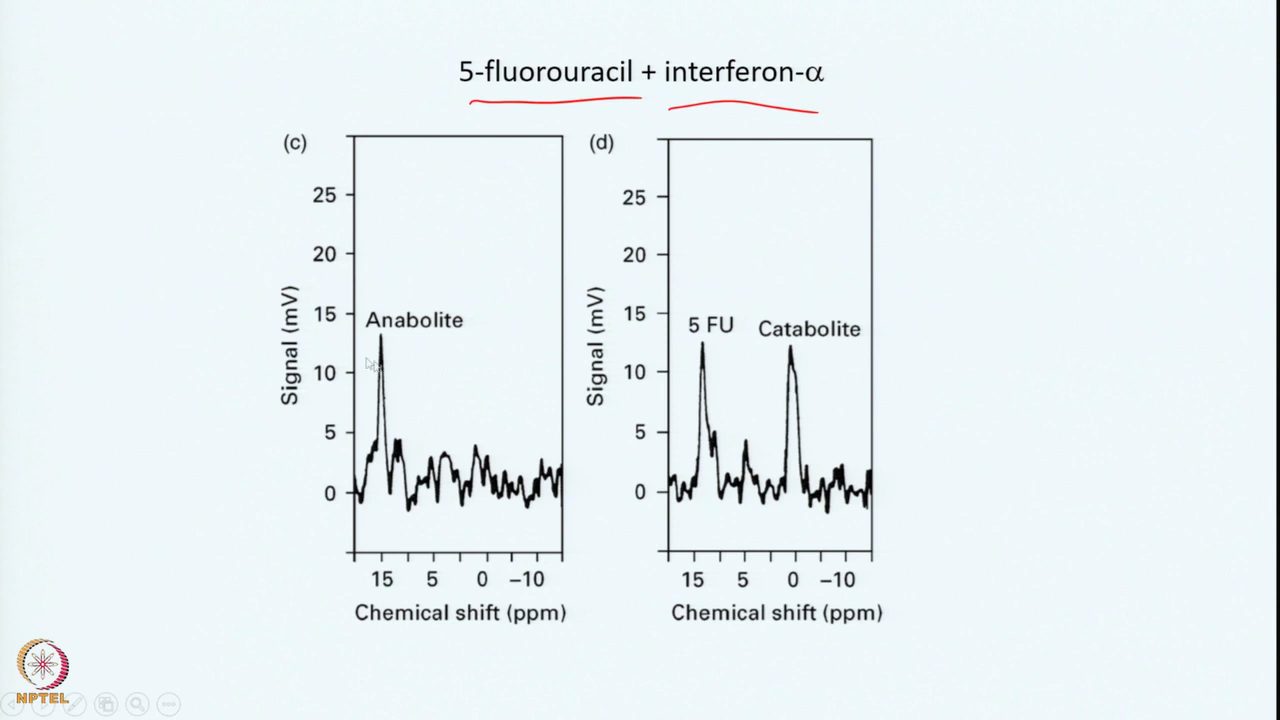 5-fluorouracil + interferon-α
(c)
25
20
15
10
5
0
Signal (mV)
Anabolite
15 5 0 –10
Chemical shift (ppm)
(d)
25
20
15
10
5
0
Signal (mV)
5 FU
Catabolite
15 5 0 –10
Chemical shift (ppm)
NPTEL